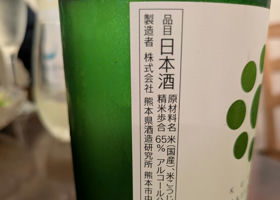 品目 日本酒
原材料名 米(国産)、米こうじ
精米歩合 65% アルコール
製造者 株式会社 熊本県酒造研究所 熊本市中